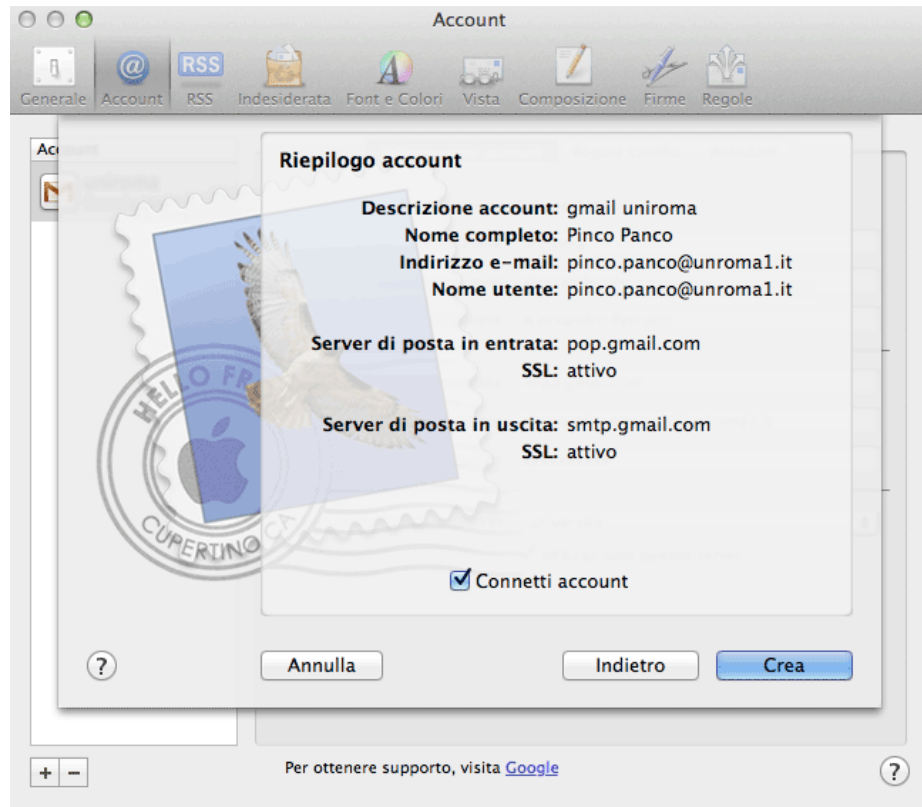 Account
Generale Account RSS Indesiderata Font e Colori Vista Composizione Firme Regole
RSS
Account
uniroma
Riepilogo account
Descrizione account: gmail uniroma
Nome completo: Pinco Panco
Indirizzo e-mail: pinco.panco@unroma1.it
Nome utente: pinco.panco@unroma1.it
Server di posta in entrata: pop.gmail.com
SSL: attivo
Server di posta in uscita: smtp.gmail.com
SSL: attivo
HELLO FR
CUPERTINO CA
Connetti account
? Annulla Indietro Crea
+ - Per ottenere supporto, visita Google ?